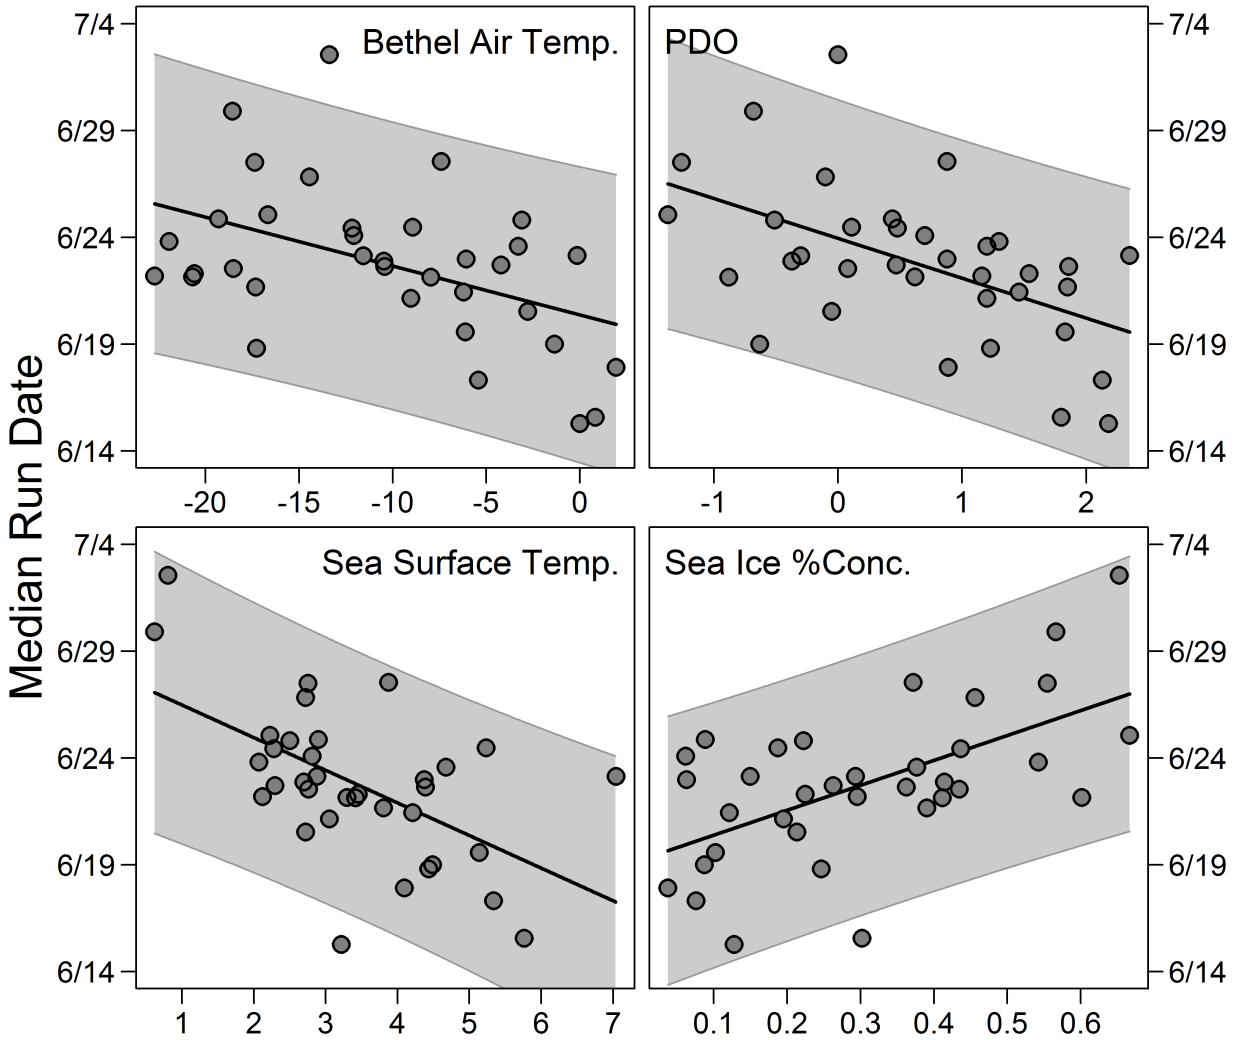 Median Run Date
Bethel Air Temp.
7/4
6/29
6/24
6/19
6/14
-20 -15 -10 -5 0
PDO
7/4
6/29
6/24
6/19
6/14
-1 0 1 2
Sea Surface Temp.
7/4
6/29
6/24
6/19
6/14
1 2 3 4 5 6 7
Sea Ice %Conc.
7/4
6/29
6/24
6/19
6/14
0.1 0.2 0.3 0.4 0.5 0.6